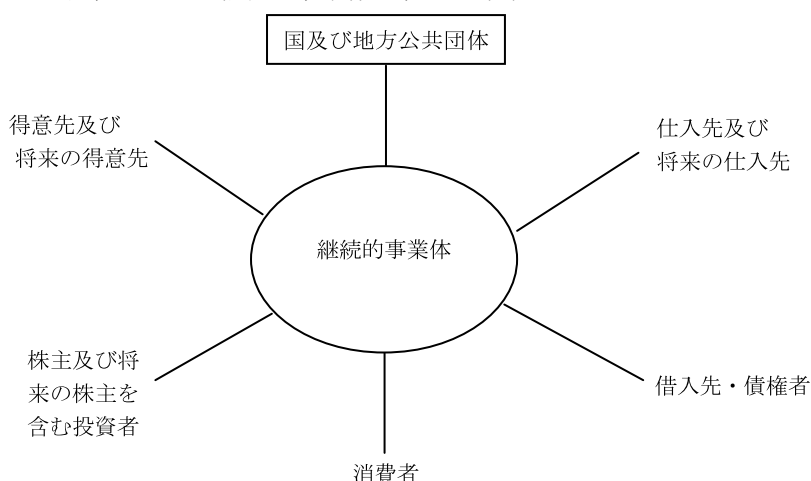 国及び地方公共団体
得意先及び
将来の得意先
仕入先及び
将来の仕入先
継続的事業体
株主及び将
来の株主を
含む投資者
借入先・債権者
消費者